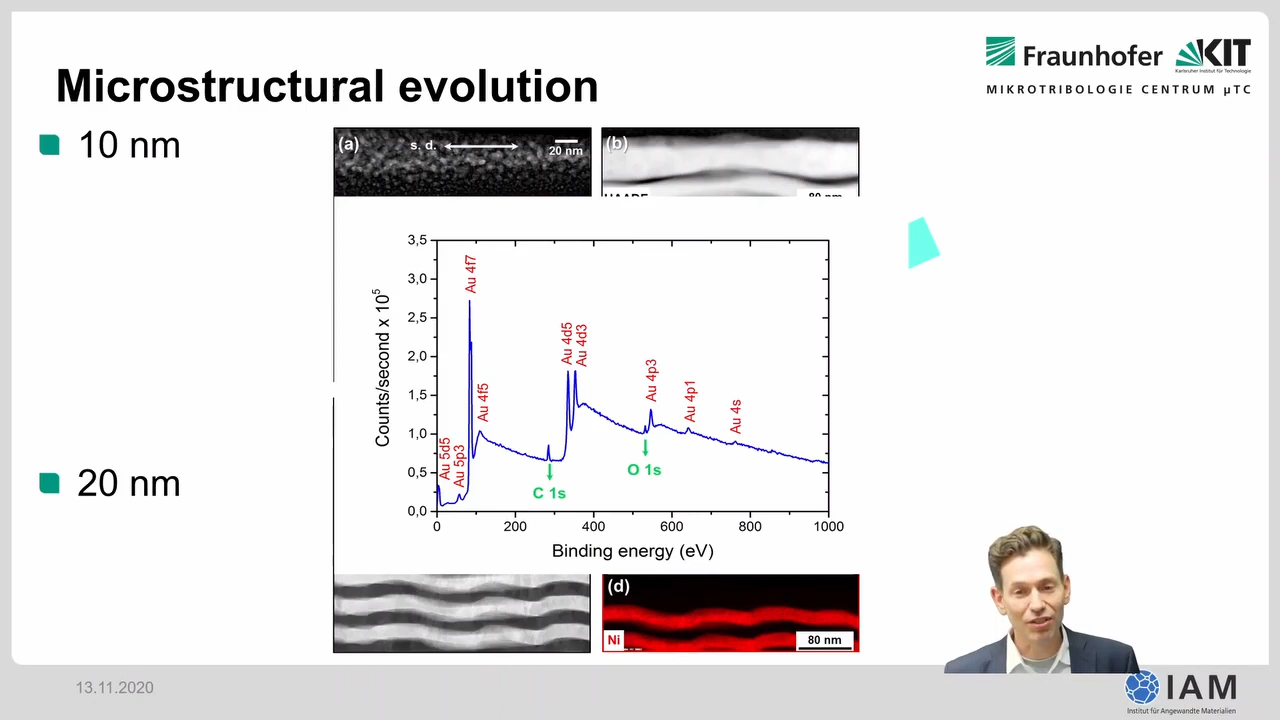 Microstructural evolution
Fraunhofer
KIT
Karlsruher Institut für Technologie
MIKROTRIBOLOGIE CENTRUM µTC
10 nm
(a)
s. d.
20 nm
(b)
80 nm
3,5
3,0
2,5
2,0
1,5
1,0
0,5
0,0
Counts/second x 10⁵
Au 5d5
Au 5p3
Au 4f7
Au 4f5
C 1s
Au 4d5
Au 4d3
O 1s
Au 4p3
Au 4p1
Au 4s
0
200
400
600
800
1000
Binding energy (eV)
20 nm
(d)
Ni
80 nm
13.11.2020
IAM
Institut für Angewandte Materialien